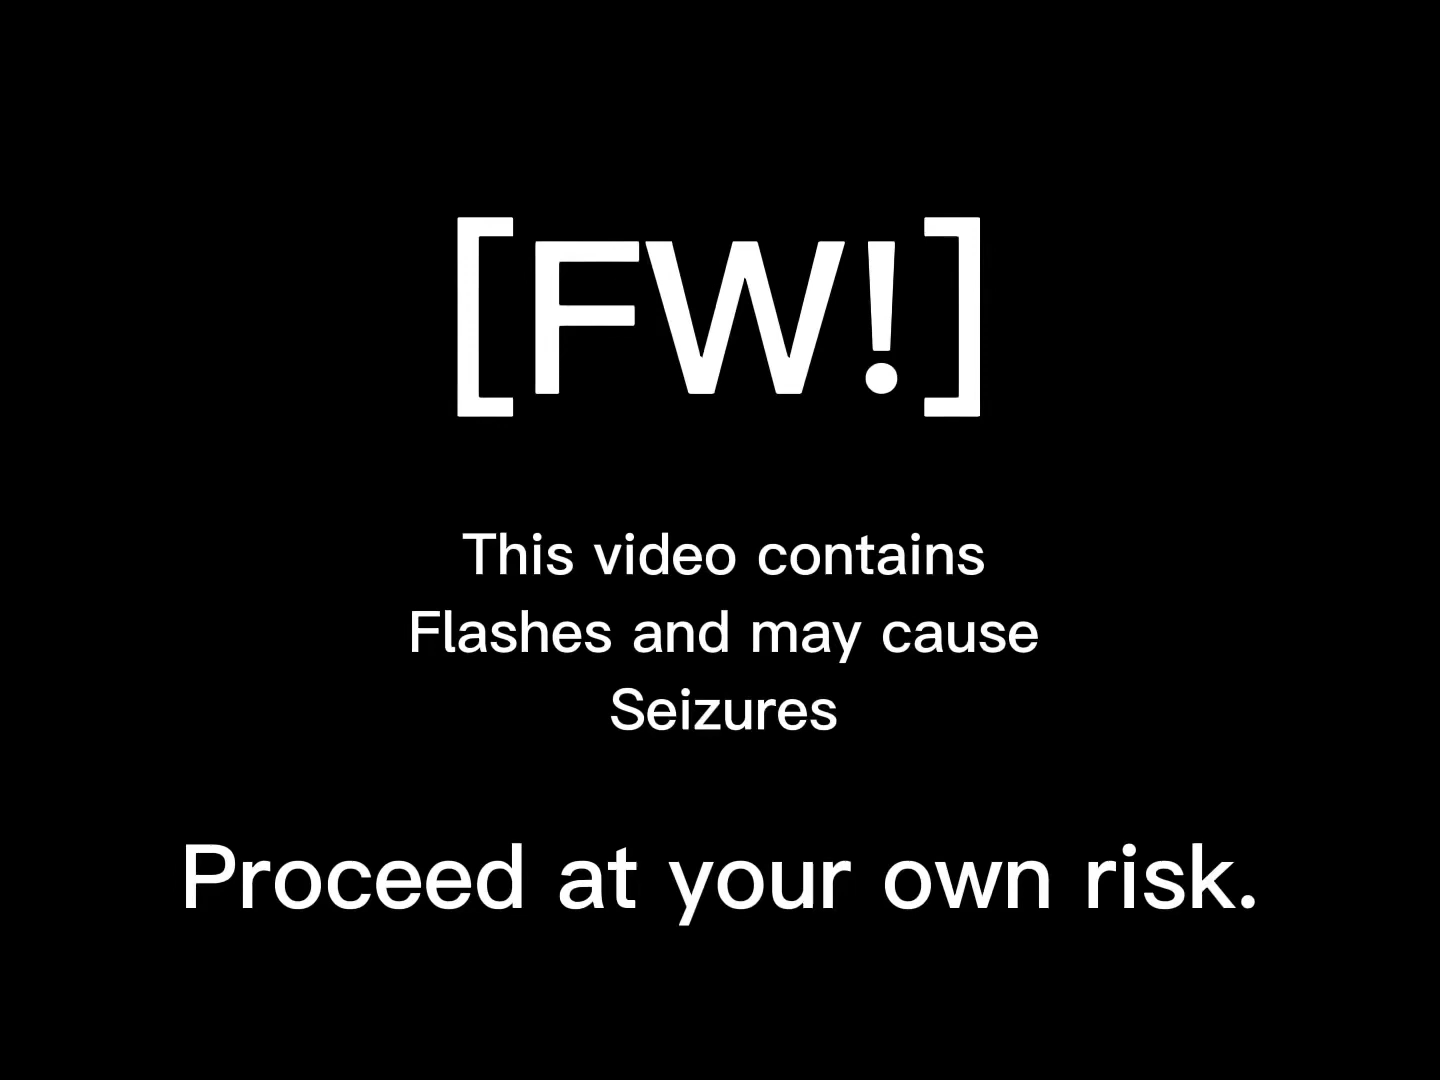 [FW!]
This video contains
Flashes and may cause
Seizures
Proceed at your own risk.